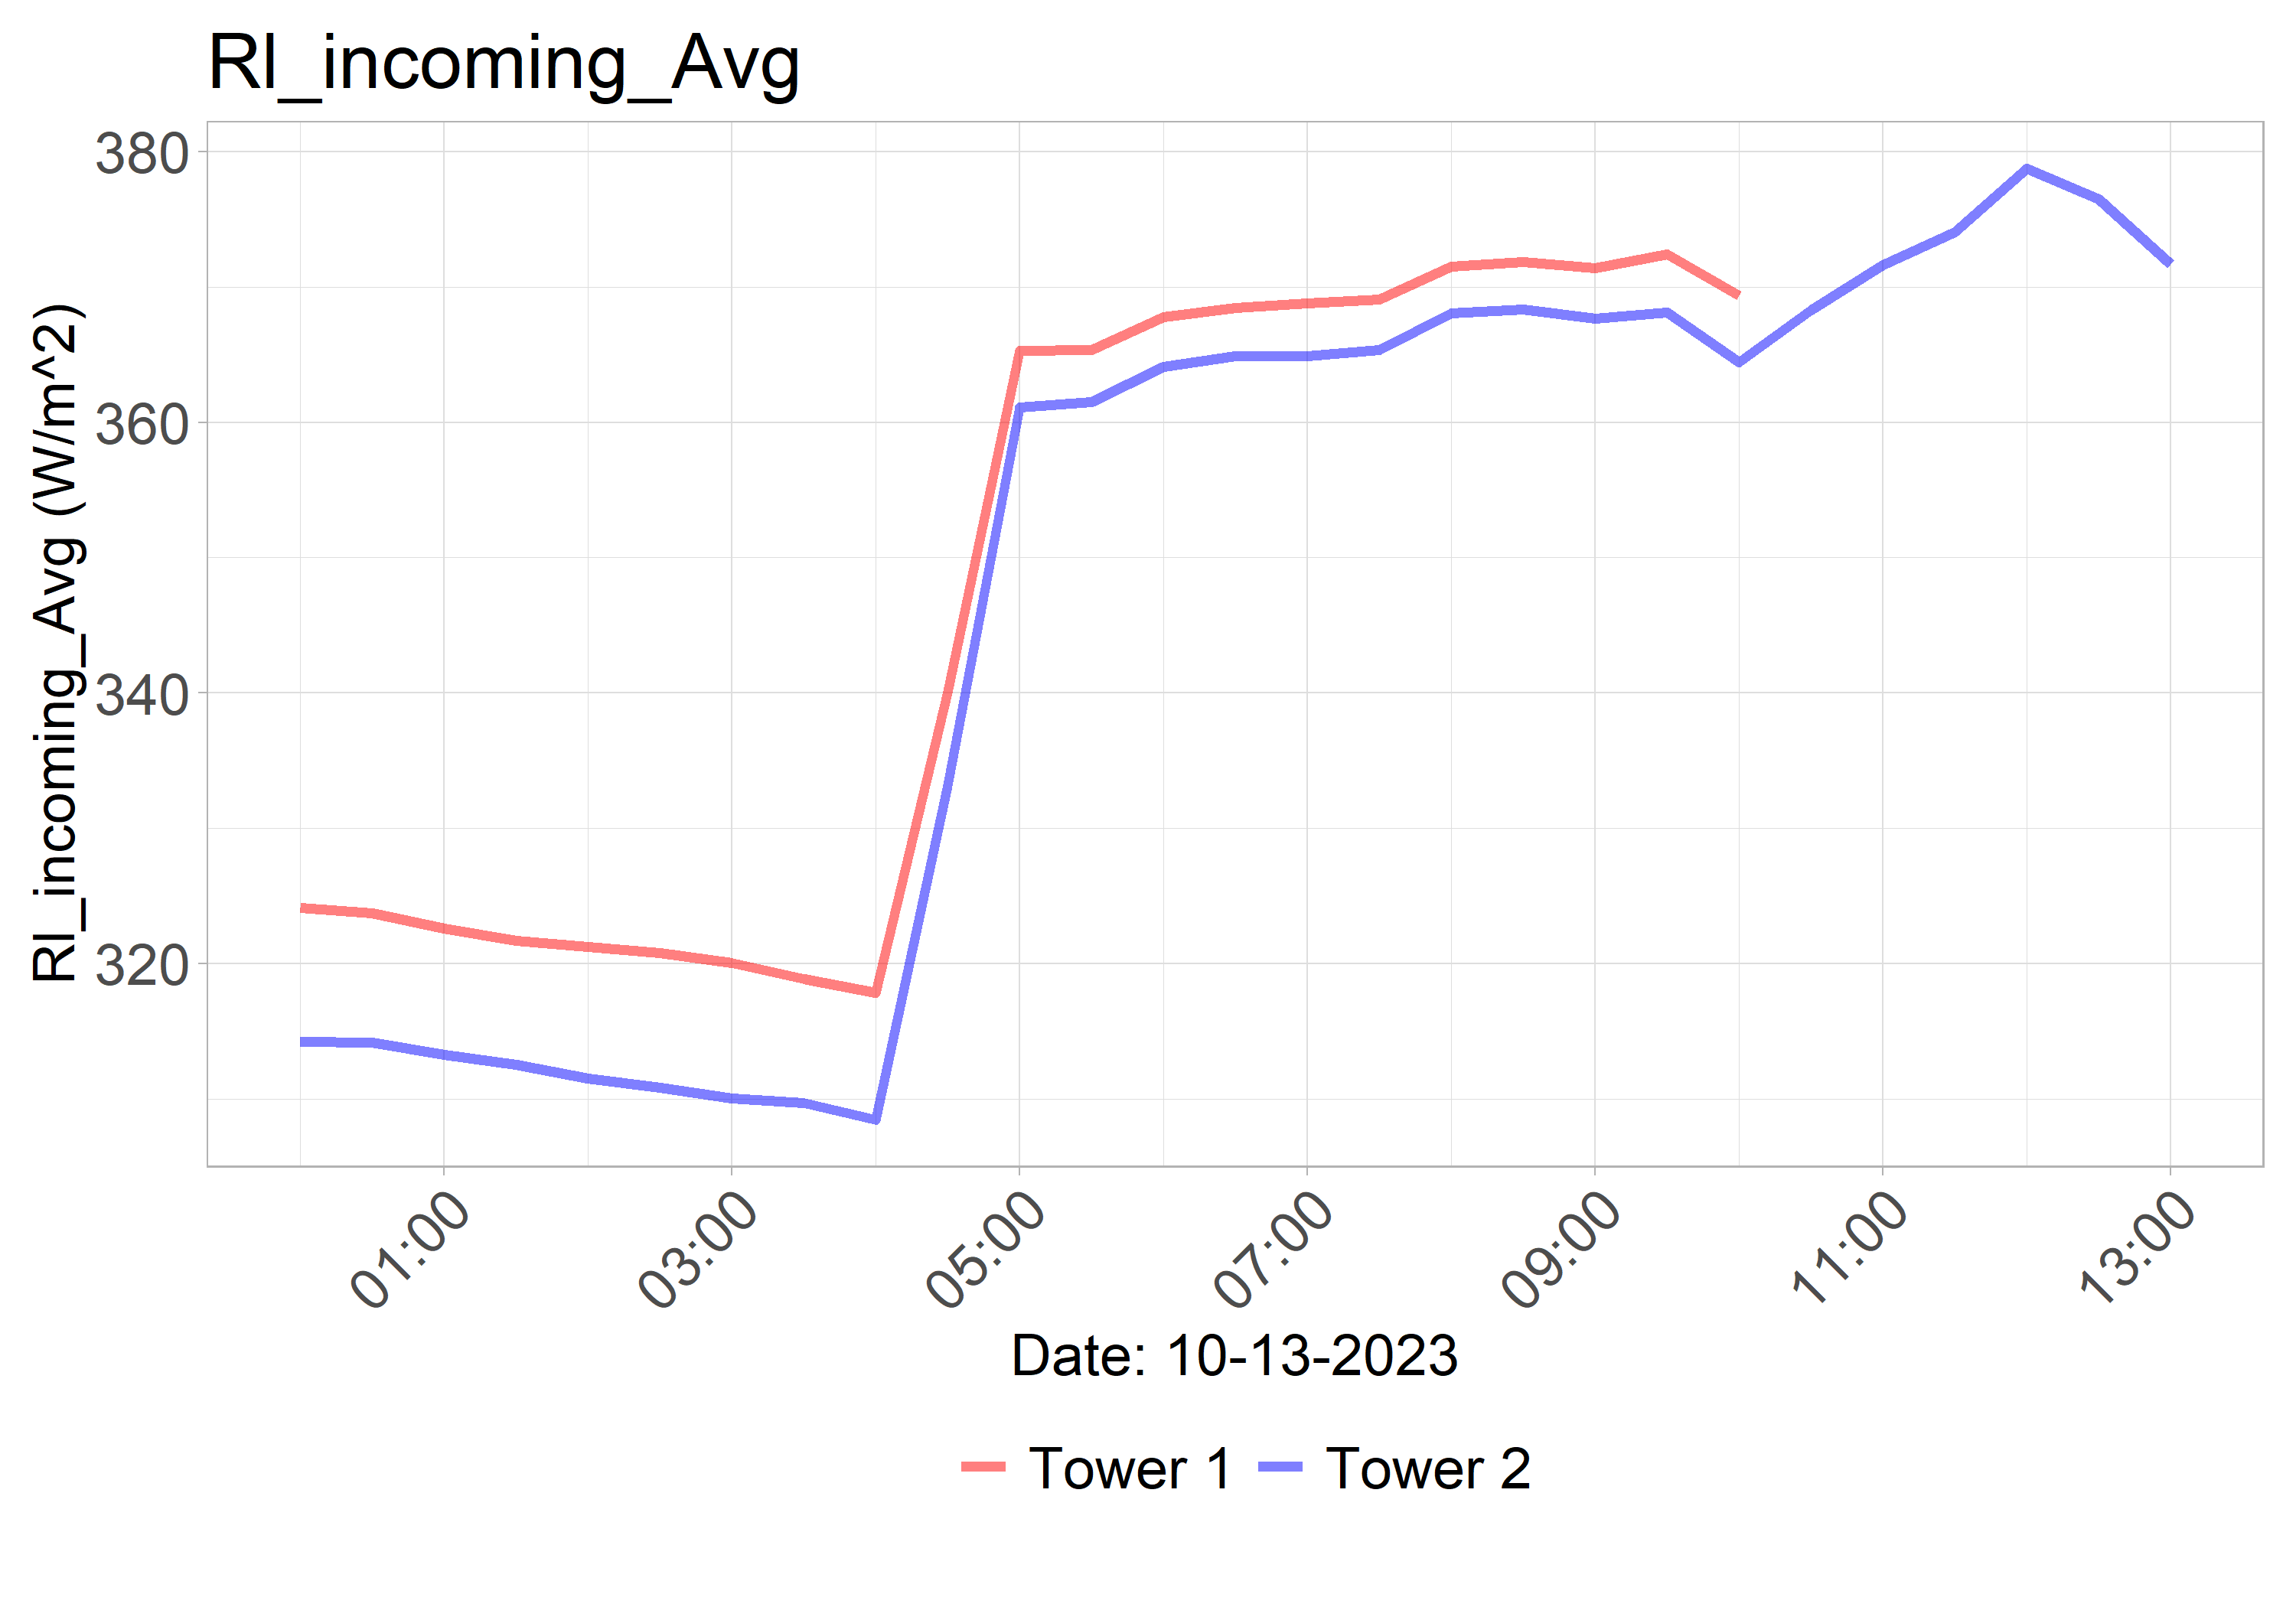 Rl_incoming_Avg
Rl_incoming_Avg (W/m^2)
380
360
340
320
01:00
03:00
05:00
07:00
09:00
11:00
13:00
Date: 10-13-2023
Tower 1
Tower 2